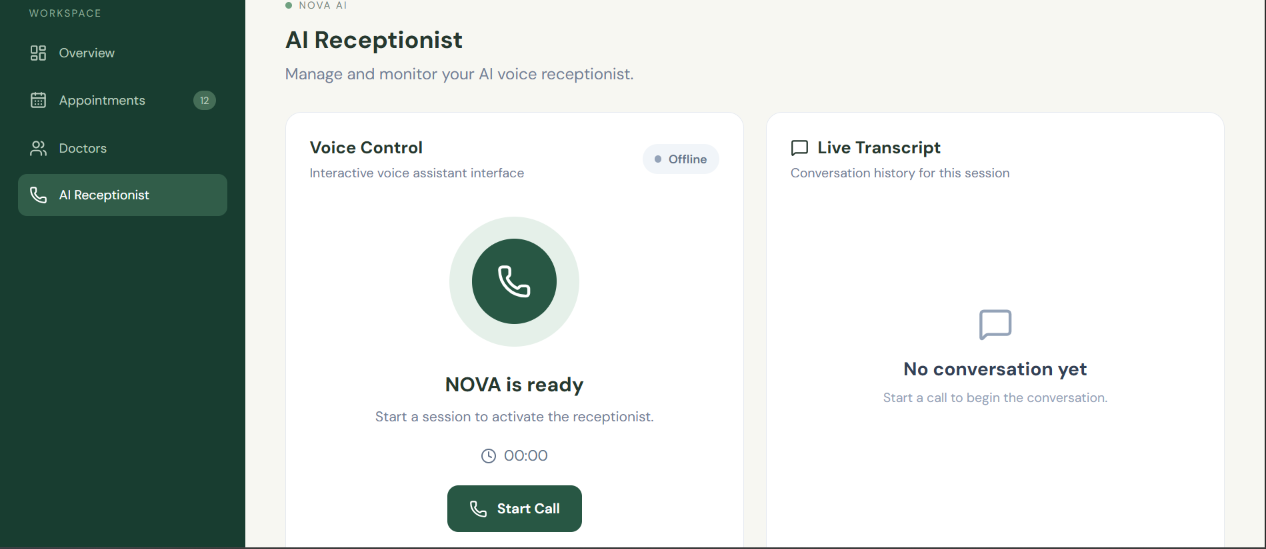 WORKSPACE
Overview
Appointments
12
Doctors
AI Receptionist
NOVA AI
AI Receptionist
Manage and monitor your AI voice receptionist.
Voice Control
Interactive voice assistant interface
Offline
NOVA is ready
Start a session to activate the receptionist.
00:00
Start Call
Live Transcript
Conversation history for this session
No conversation yet
Start a call to begin the conversation.